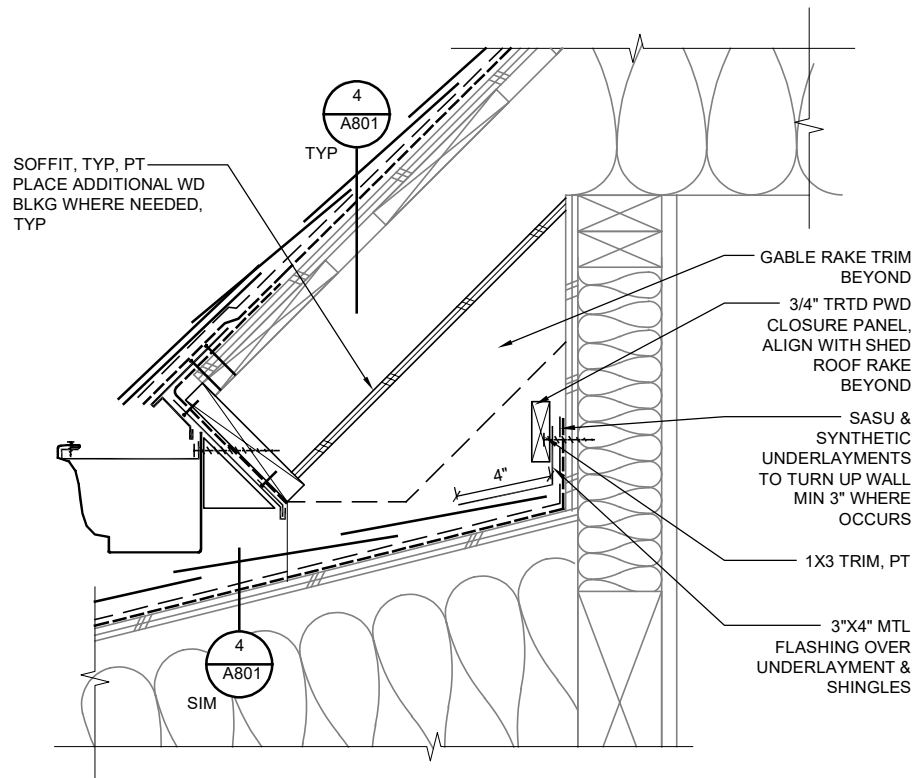 4
A801
TYP
SOFFIT, TYP, PT
PLACE ADDITIONAL WD
BLKG WHERE NEEDED,
TYP
GABLE RAKE TRIM
BEYOND
3/4" TRTD PWD
CLOSURE PANEL,
ALIGN WITH SHED
ROOF RAKE
BEYOND
SASU &
SYNTHETIC
UNDERLAYMENTS
TO TURN UP WALL
MIN 3" WHERE
OCCURS
4"
1X3 TRIM, PT
3"X4" MTL
FLASHING OVER
UNDERLAYMENT &
SHINGLES
4
A801
SIM